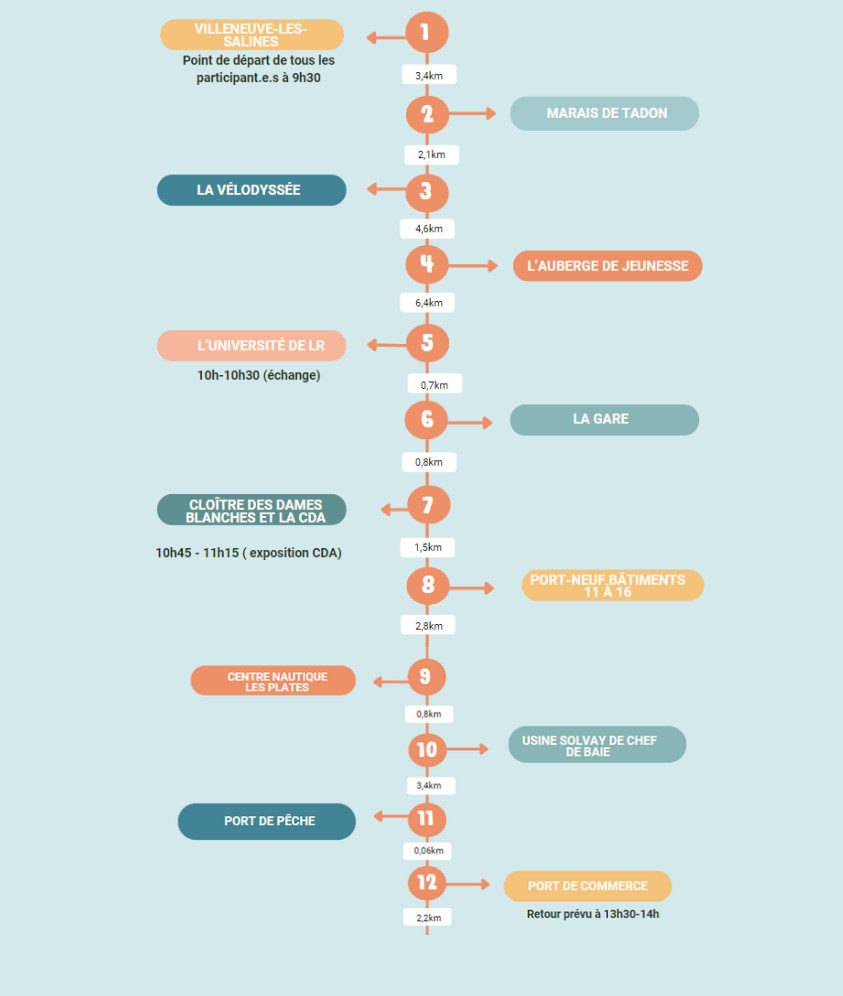 VILLENEUVE-LES-
SALINES
Point de départ de tous les
participant.e.s à 9h30
1
3,4km
2
MARAIS DE TADON
2,1km
LA VÉLODYSSÉE
3
4,6km
4
L'AUBERGE DE JEUNESSE
6,4km
L'UNIVERSITÉ DE LR
10h-10h30 (échange)
5
0,7km
6
LA GARE
0,8km
CLOÎTRE DES DAMES
BLANCHES ET LA CDA
10h45 - 11h15 ( exposition CDA)
7
1,5km
8
PORT-NEUF,BÂTIMENTS
11 À 16
2,8km
CENTRE NAUTIQUE
LES PLATES
9
0,8km
10
USINE SOLVAY DE CHEF
DE BAIE
3,4km
PORT DE PÊCHE
11
0,06km
12
PORT DE COMMERCE
Retour prévu à 13h30-14h
2,2km